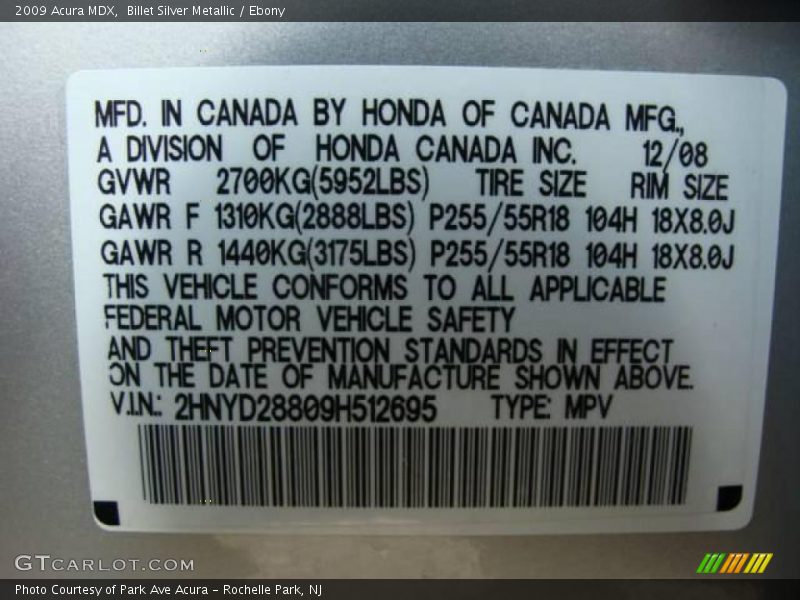 2009 Acura MDX,  Billet Silver Metallic / Ebony
MFD. IN CANADA BY HONDA OF CANADA MFG.,
A DIVISION OF HONDA CANADA INC. 12/08
GVWR 2700KG(5952LBS) TIRE SIZE RIM SIZE
GAWR F 1310KG(2888LBS) P255/55R18 104H 18X8.0J
GAWR R 1440KG(3175LBS) P255/55R18 104H 18X8.0J
THIS VEHICLE CONFORMS TO ALL APPLICABLE
FEDERAL MOTOR VEHICLE SAFETY
AND THEFT PREVENTION STANDARDS IN EFFECT
ON THE DATE OF MANUFACTURE SHOWN ABOVE.
V.I.N.: 2HNYD28809H512695 TYPE: MPV
GTCARLOT.COM
Photo Courtesy of Park Ave Acura - Rochelle Park, NJ